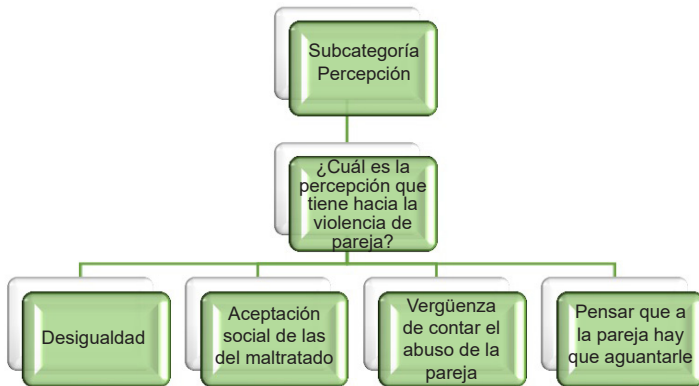 Subcategoría
Percepción
¿Cuál es la
percepción que
tiene hacia la
violencia de
pareja?
Desigualdad
Aceptación
social de las
del maltratado
Vergüenza
de contar el
abuso de la
pareja
Pensar que a
la pareja hay
que aguantarle